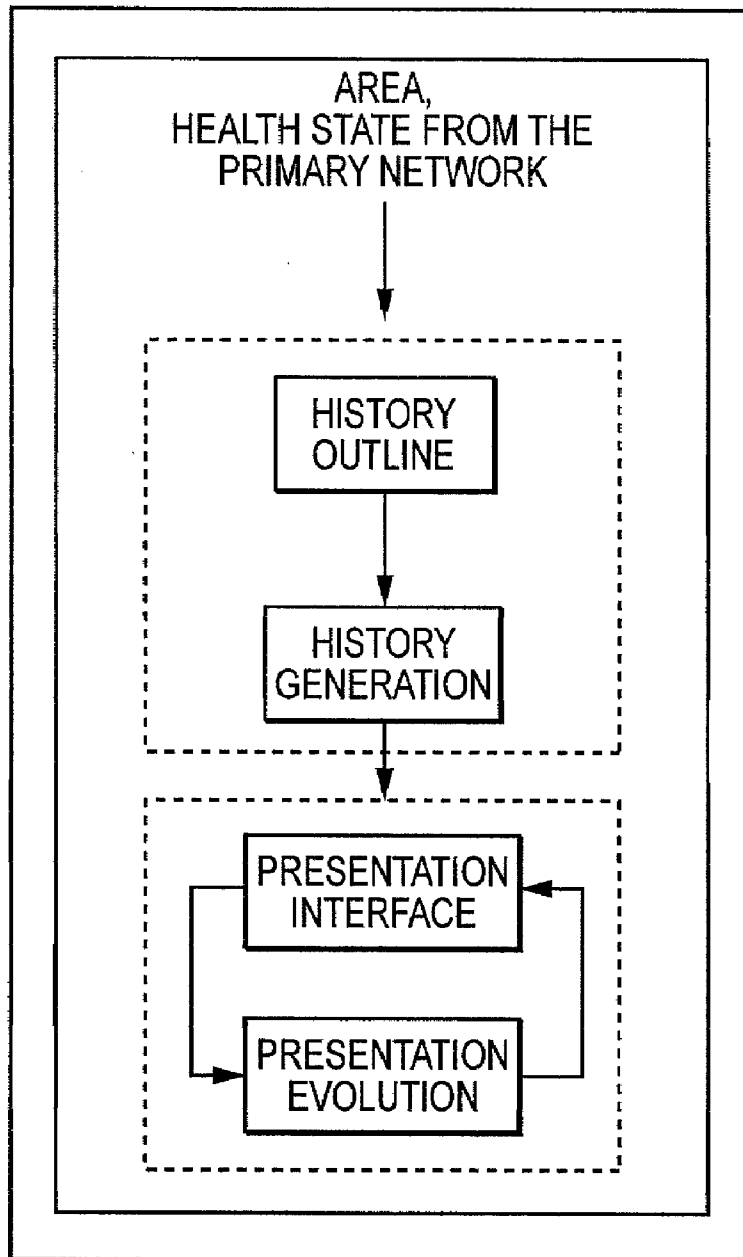 AREA,
HEALTH STATE FROM THE
PRIMARY NETWORK
HISTORY
OUTLINE
HISTORY
GENERATION
PRESENTATION
INTERFACE
PRESENTATION
EVOLUTION